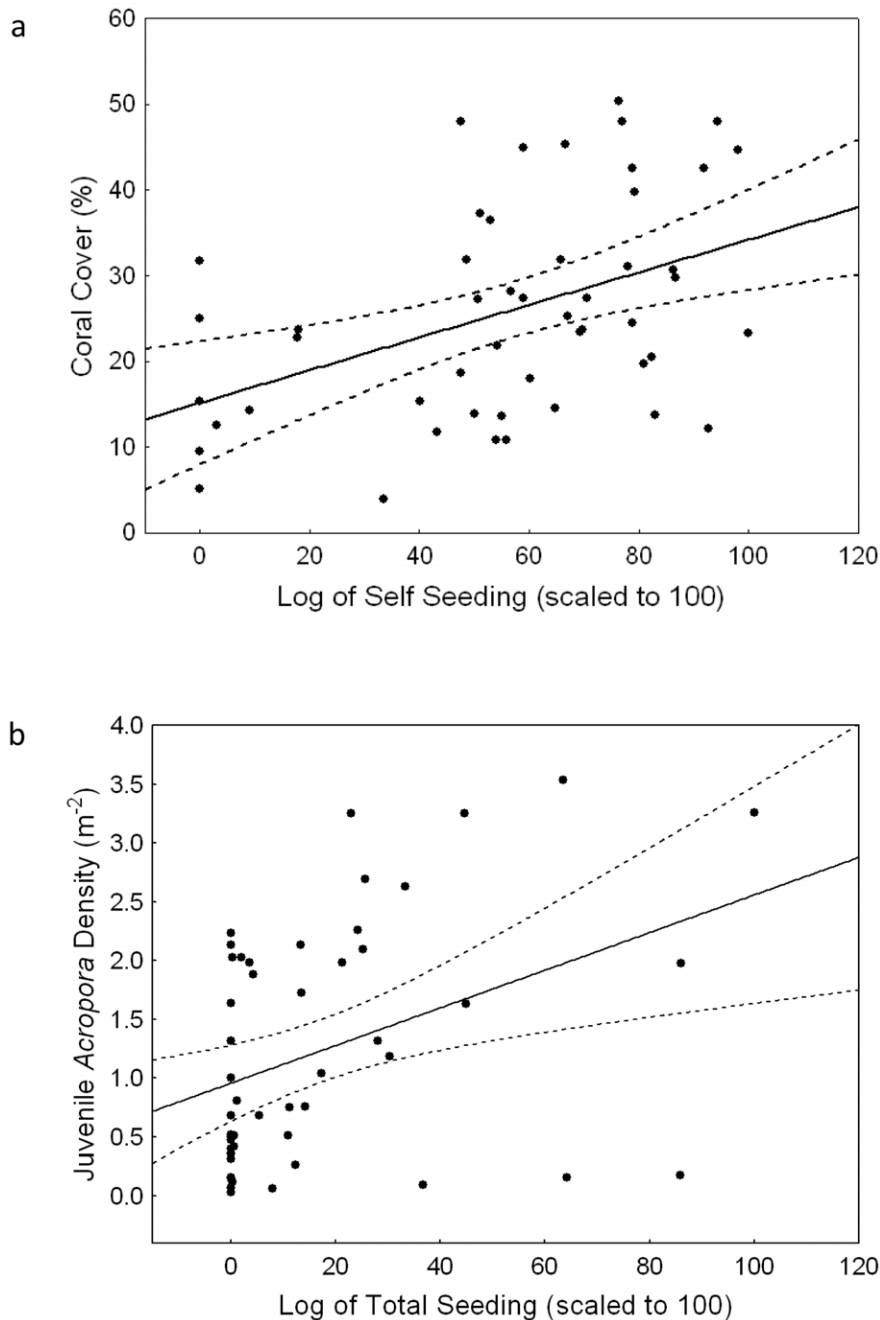 a
60
50
40
30
20
10
0
Coral Cover (%)
0 20 40 60 80 100 120
Log of Self Seeding (scaled to 100)
b
4.0
3.5
3.0
2.5
2.0
1.5
1.0
0.5
0.0
Juvenile Acropora Density (m⁻²)
0 20 40 60 80 100 120
Log of Total Seeding (scaled to 100)